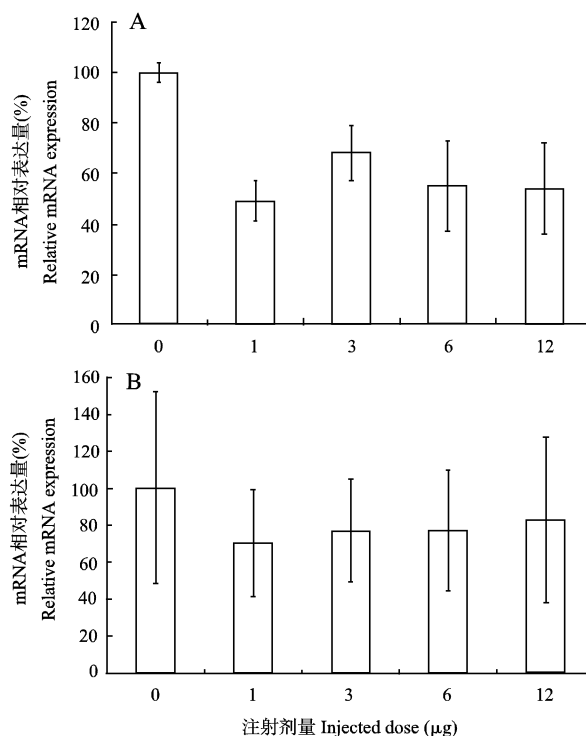 A
120
100
80
60
40
20
0
mRNA相对表达量(%)
Relative mRNA expression
0 1 3 6 12
B
160
140
120
100
80
60
40
20
0
mRNA相对表达量(%)
Relative mRNA expression
0 1 3 6 12
注射剂量 Injected dose (μg)